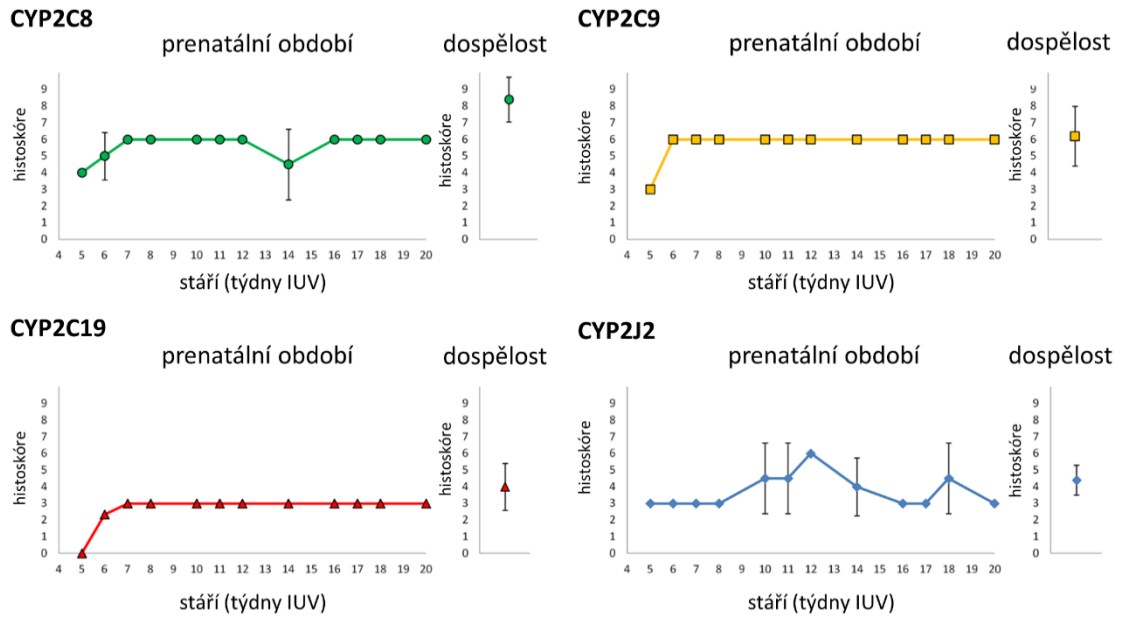 CYP2C8
prenatální období
dospělost
histoskóre
9
8
7
6
5
4
3
2
1
0
4 5 6 7 8 9 10 11 12 13 14 15 16 17 18 19 20
stáří (týdny IUV)
histoskóre
9
8
7
6
5
4
3
2
1
0
CYP2C9
prenatální období
dospělost
histoskóre
9
8
7
6
5
4
3
2
1
0
4 5 6 7 8 9 10 11 12 13 14 15 16 17 18 19 20
stáří (týdny IUV)
histoskóre
9
8
7
6
5
4
3
2
1
0
CYP2C19
prenatální období
dospělost
histoskóre
9
8
7
6
5
4
3
2
1
0
4 5 6 7 8 9 10 11 12 13 14 15 16 17 18 19 20
stáří (týdny IUV)
histoskóre
9
8
7
6
5
4
3
2
1
0
CYP2J2
prenatální období
dospělost
histoskóre
9
8
7
6
5
4
3
2
1
0
4 5 6 7 8 9 10 11 12 13 14 15 16 17 18 19 20
stáří (týdny IUV)
histoskóre
9
8
7
6
5
4
3
2
1
0